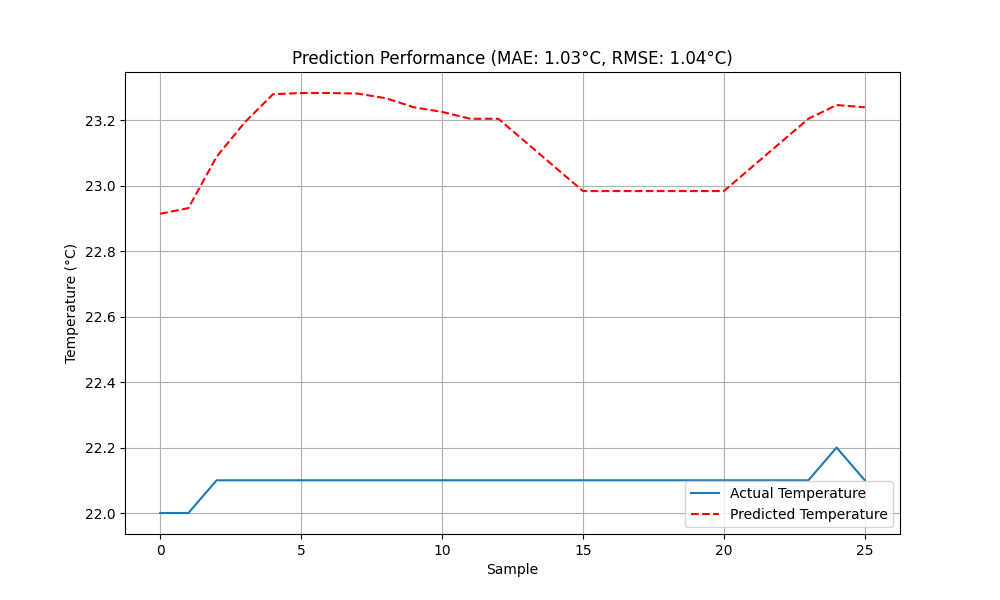 Prediction Performance (MAE: 1.03°C, RMSE: 1.04°C)
Temperature (°C)
23.2
23.0
22.8
22.6
22.4
22.2
22.0
0 5 10 15 20 25
Sample
Actual Temperature
Predicted Temperature